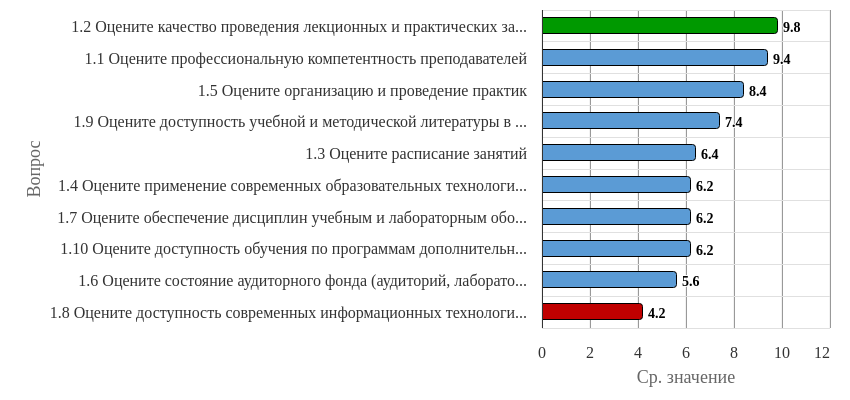 1.2 Оцените качество проведения лекционных и практических за... 9.8
1.1 Оцените профессиональную компетентность преподавателей 9.4
1.5 Оцените организацию и проведение практик 8.4
1.9 Оцените доступность учебной и методической литературы в ... 7.4
1.3 Оцените расписание занятий 6.4
1.4 Оцените применение современных образовательных технологи... 6.2
1.7 Оцените обеспечение дисциплин учебным и лабораторным обо... 6.2
1.10 Оцените доступность обучения по программам дополнительн... 6.2
1.6 Оцените состояние аудиторного фонда (аудиторий, лаборато... 5.6
1.8 Оцените доступность современных информационных технологи... 4.2
Вопрос
0 2 4 6 8 10 12
Ср. значение